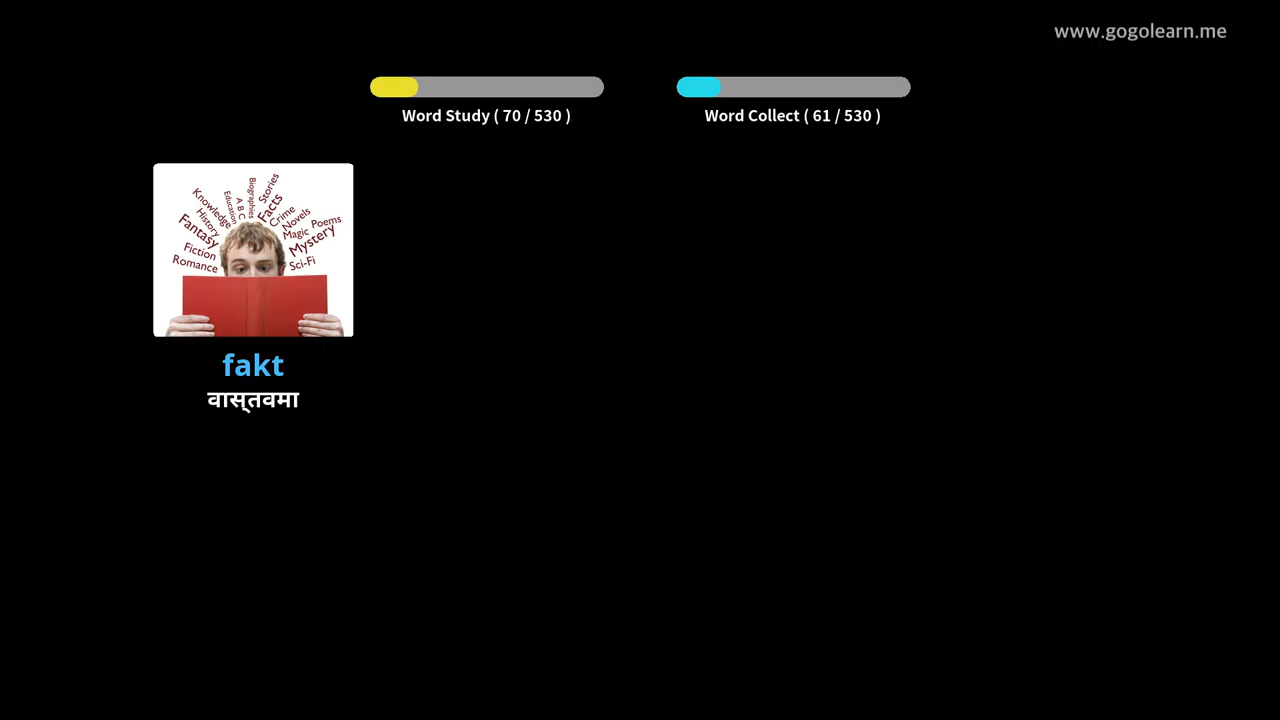 www.gogolearn.me
Word Study ( 70 / 530 )
Word Collect ( 61 / 530 )
Knowledge
History
Fantasy
Fiction
Romance
Education
A B C
Biographies
Stories
Facts
Crime
Novels
Magic
Poems
Mystery
Sci-Fi
fakt
वास्तवमा